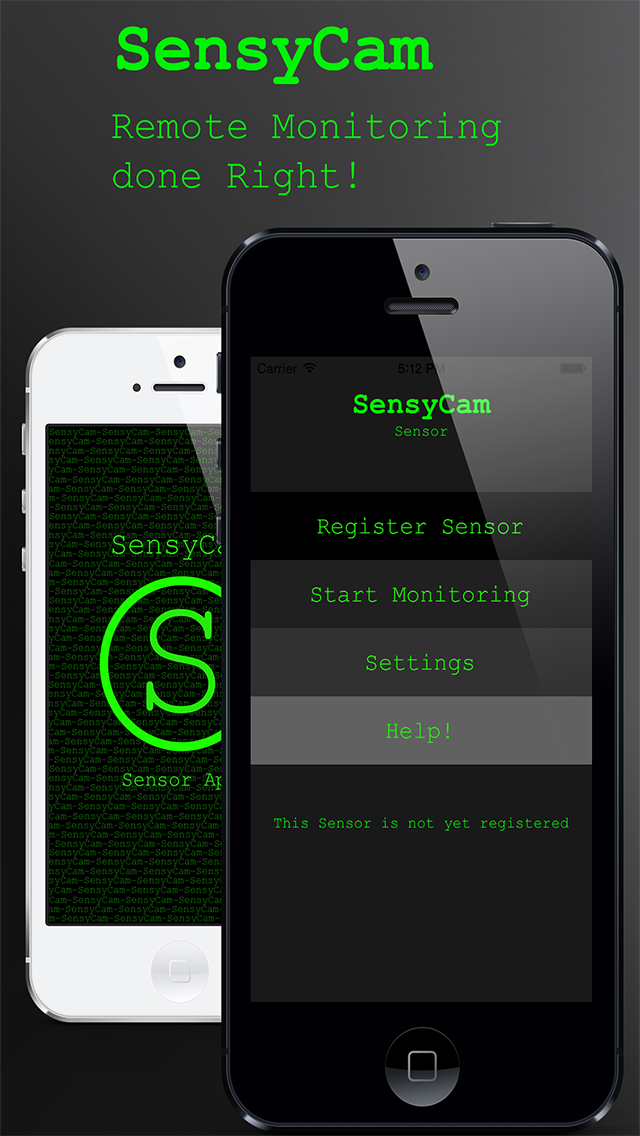 SensyCam
Remote Monitoring
done Right!
Carrier 5:12 PM
SensyCam
Sensor
Register Sensor
Start Monitoring
Settings
Help!
This Sensor is not yet registered
SensyCa
S
Sensor Ap